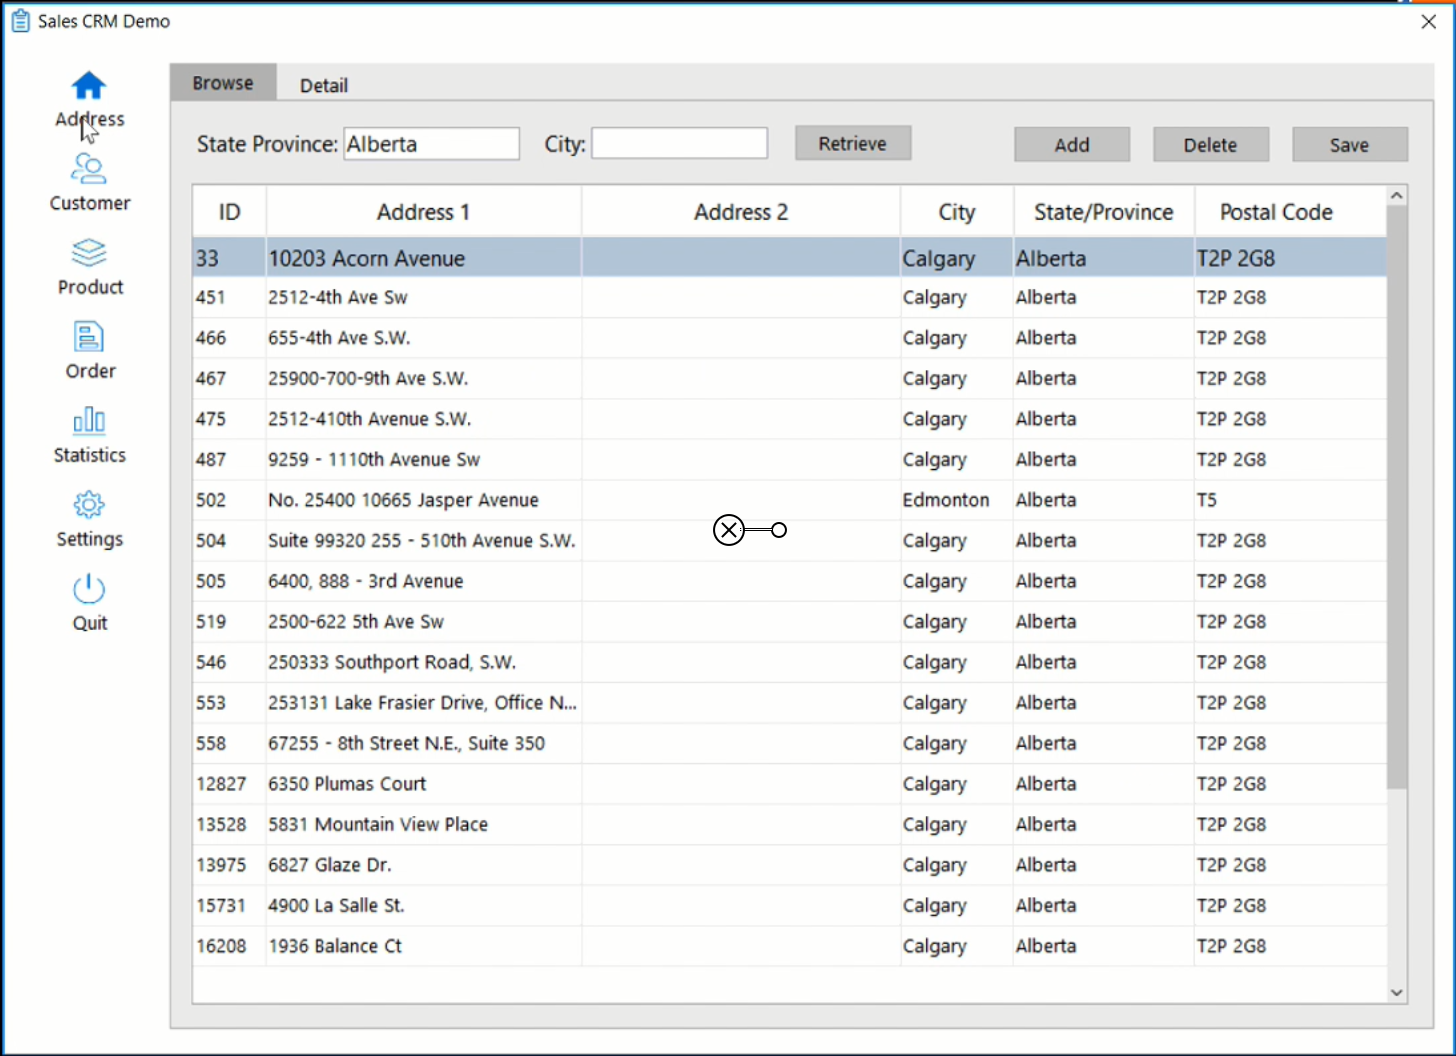 Sales CRM Demo
Address
Customer
Product
Order
Statistics
Settings
Quit
Browse Detail
State Province: Alberta City: Retrieve Add Delete Save
ID Address 1 Address 2 City State/Province Postal Code
33 10203 Acorn Avenue Calgary Alberta T2P 2G8
451 2512-4th Ave Sw Calgary Alberta T2P 2G8
466 655-4th Ave S.W. Calgary Alberta T2P 2G8
467 25900-700-9th Ave S.W. Calgary Alberta T2P 2G8
475 2512-410th Avenue S.W. Calgary Alberta T2P 2G8
487 9259 - 1110th Avenue Sw Calgary Alberta T2P 2G8
502 No. 25400 10665 Jasper Avenue Edmonton Alberta T5
504 Suite 99320 255 - 510th Avenue S.W. Calgary Alberta T2P 2G8
505 6400, 888 - 3rd Avenue Calgary Alberta T2P 2G8
519 2500-622 5th Ave Sw Calgary Alberta T2P 2G8
546 250333 Southport Road, S.W. Calgary Alberta T2P 2G8
553 253131 Lake Frasier Drive, Office N... Calgary Alberta T2P 2G8
558 67255 - 8th Street N.E., Suite 350 Calgary Alberta T2P 2G8
12827 6350 Plumas Court Calgary Alberta T2P 2G8
13528 5831 Mountain View Place Calgary Alberta T2P 2G8
13975 6827 Glaze Dr. Calgary Alberta T2P 2G8
15731 4900 La Salle St. Calgary Alberta T2P 2G8
16208 1936 Balance Ct Calgary Alberta T2P 2G8